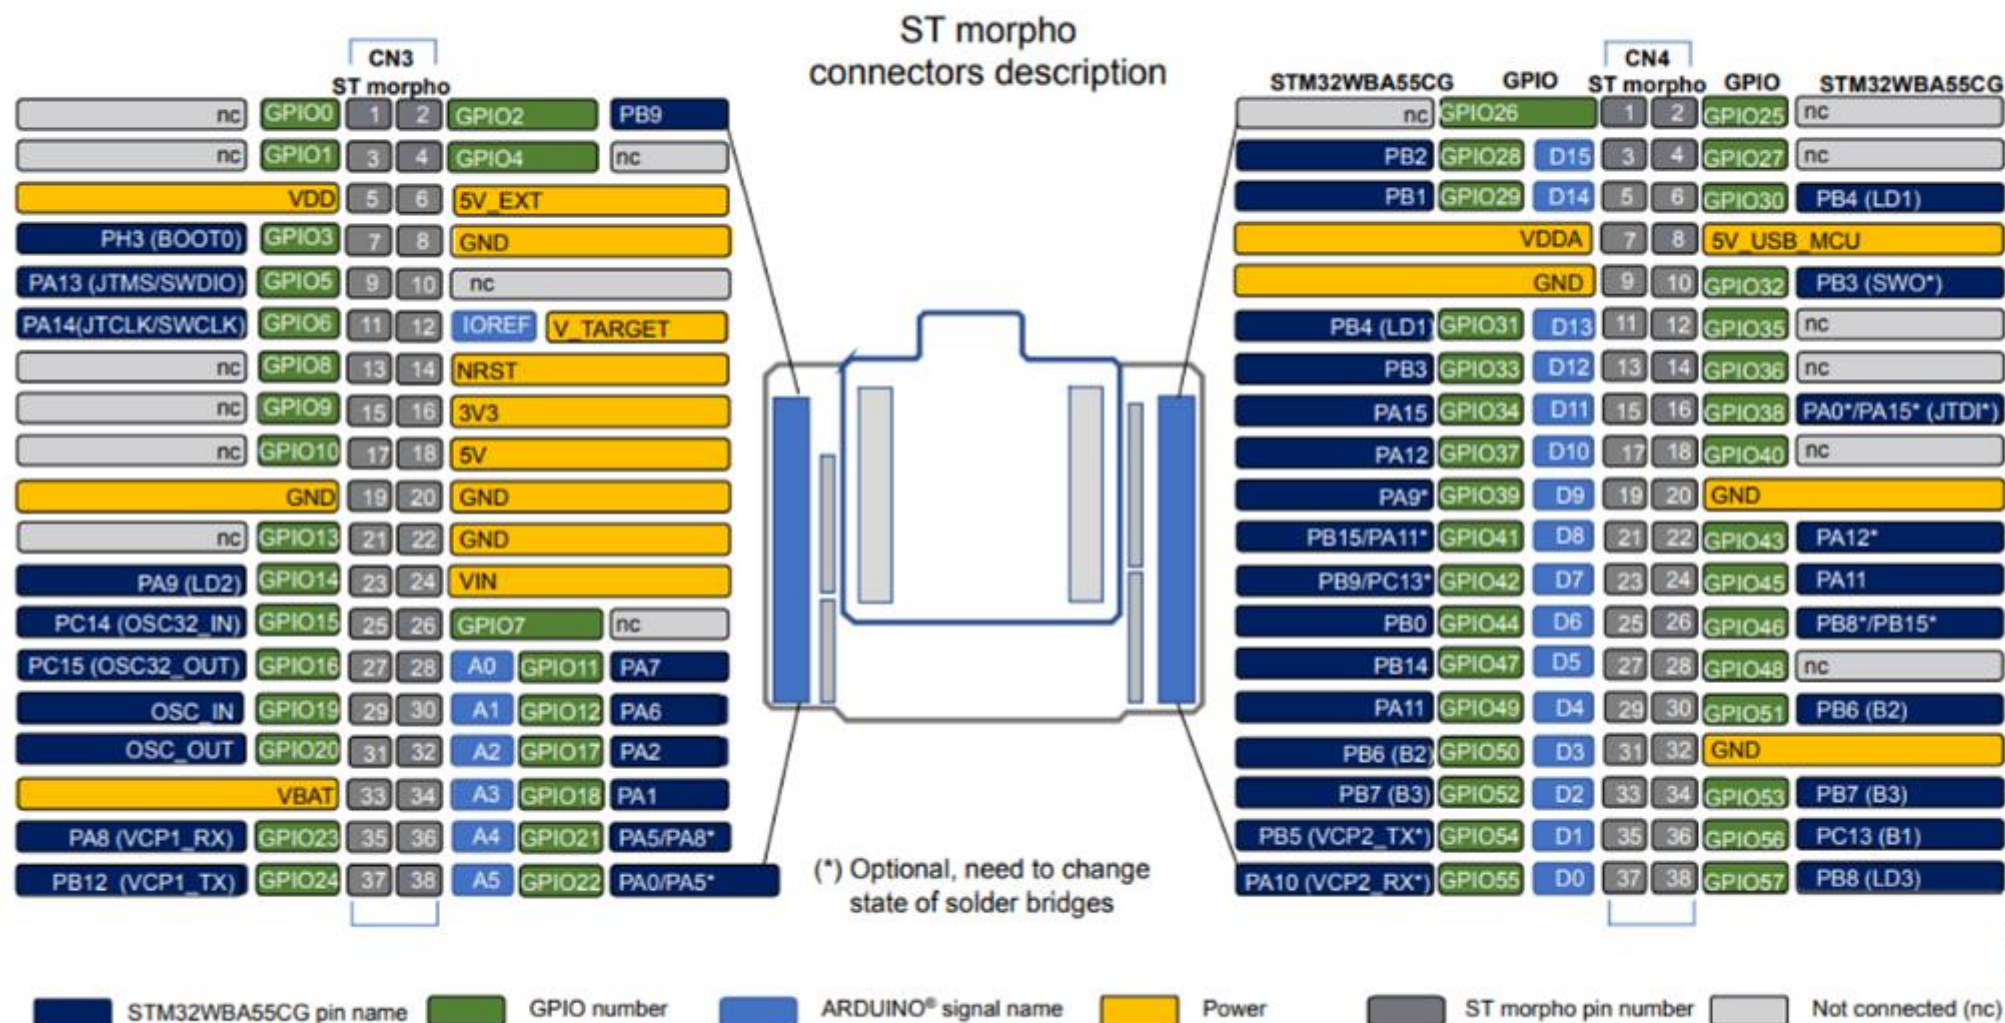 ST morpho
connectors description
CN3
ST morpho
nc GPIO0 1 2 GPIO2 PB9
nc GPIO1 3 4 GPIO4 nc
VDD 5 6 5V_EXT
PH3 (BOOT0) GPIO3 7 8 GND
PA13 (JTMS/SWDIO) GPIO5 9 10 nc
PA14(JTCLK/SWCLK) GPIO6 11 12 IOREF V_TARGET
nc GPIO8 13 14 NRST
nc GPIO9 15 16 3V3
nc GPIO10 17 18 5V
GND 19 20 GND
nc GPIO13 21 22 GND
PA9 (LD2) GPIO14 23 24 VIN
PC14 (OSC32_IN) GPIO15 25 26 GPIO7 nc
PC15 (OSC32_OUT) GPIO16 27 28 A0 GPIO11 PA7
OSC_IN GPIO19 29 30 A1 GPIO12 PA6
OSC_OUT GPIO20 31 32 A2 GPIO17 PA2
VBAT 33 34 A3 GPIO18 PA1
PA8 (VCP1_RX) GPIO23 35 36 A4 GPIO21 PA5/PA8*
PB12 (VCP1_TX) GPIO24 37 38 A5 GPIO22 PA0/PA5*
(*) Optional, need to change
state of solder bridges
CN4
STM32WBA55CG GPIO ST morpho GPIO STM32WBA55CG
nc GPIO26 1 2 GPIO25 nc
PB2 GPIO28 D15 3 4 GPIO27 nc
PB1 GPIO29 D14 5 6 GPIO30 PB4 (LD1)
VDDA 7 8 5V_USB_MCU
GND 9 10 GPIO32 PB3 (SWO*)
PB4 (LD1) GPIO31 D13 11 12 GPIO35 nc
PB3 GPIO33 D12 13 14 GPIO36 nc
PA15 GPIO34 D11 15 16 GPIO38 PA0*/PA15* (JTDI*)
PA12 GPIO37 D10 17 18 GPIO40 nc
PA9* GPIO39 D9 19 20 GND
PB15/PA11* GPIO41 D8 21 22 GPIO43 PA12*
PB9/PC13* GPIO42 D7 23 24 GPIO45 PA11
PB0 GPIO44 D6 25 26 GPIO46 PB8*/PB15*
PB14 GPIO47 D5 27 28 GPIO48 nc
PA11 GPIO49 D4 29 30 GPIO51 PB6 (B2)
PB6 (B2) GPIO50 D3 31 32 GND
PB7 (B3) GPIO52 D2 33 34 GPIO53 PB7 (B3)
PB5 (VCP2_TX*) GPIO54 D1 35 36 GPIO56 PC13 (B1)
PA10 (VCP2_RX*) GPIO55 D0 37 38 GPIO57 PB8 (LD3)
STM32WBA55CG pin name GPIO number ARDUINO® signal name Power ST morpho pin number Not connected (nc)